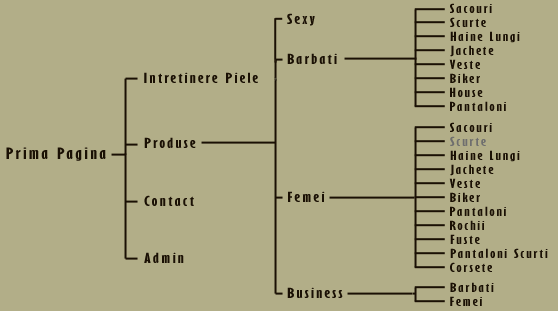 Prima Pagina
Intretinere Piele
Produse
Contact
Admin
Sexy
Barbati
Femei
Business
Sacouri
Scurte
Haine Lungi
Jachete
Veste
Biker
House
Pantaloni
Sacouri
Scurte
Haine Lungi
Jachete
Veste
Biker
Pantaloni
Rochii
Fuste
Pantaloni Scurti
Corsete
Barbati
Femei